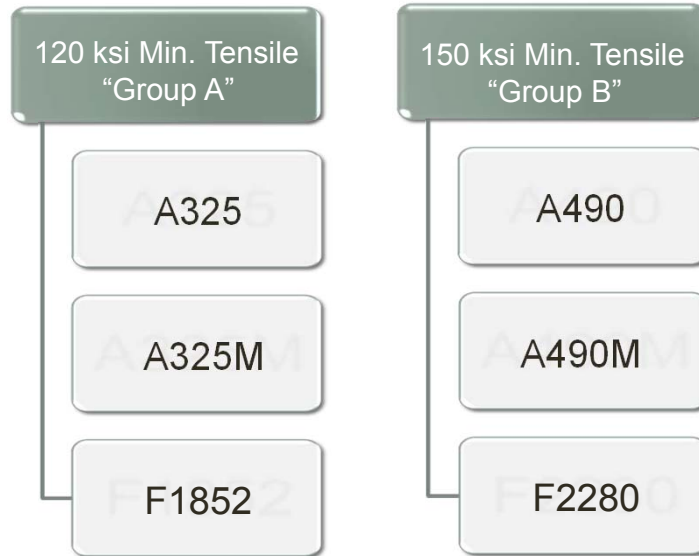 120 ksi Min. Tensile
“Group A”
A325
A325M
F1852
150 ksi Min. Tensile
“Group B”
A490
A490M
F2280